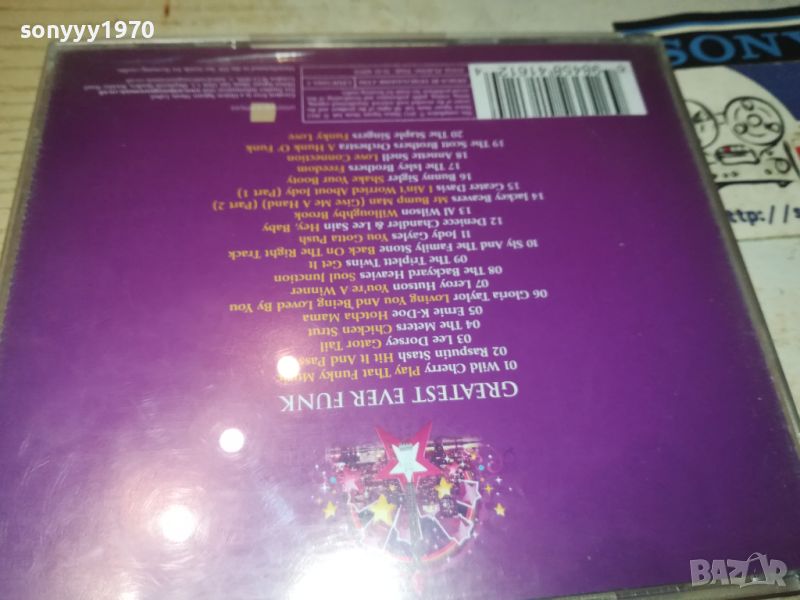 sonyyy1970
SONY
http://s
GREATEST EVER FUNK
01 Wild Cherry Play That Funky Music
02 Rasputin Stash Hit It And Pass
03 Lee Dorsey Gator Tail
04 The Meters Chicken Strut
05 Ernie K-Doe Hotcha Mama
06 Gloria Taylor Loving You And Being Loved By You
07 Leroy Hutson You're A Winner
08 The Backyard Heavies Soul Junction
09 The Triplett Twins Get It
10 Sly And The Family Stone Back On The Right Track
11 Jody Gayles You Gotta Push
12 Deniece Chandler & Lee Sain Hey, Baby
13 Al Wilson Willoughby Brook
14 Jackey Beavers Mr Bump Man (Give Me A Hand) (Part 2)
15 Geater Davis I Ain't Worried About Jody (Part 1)
16 Bunny Sigler Shake Your Booty
17 The Isley Brothers Freedom
18 Annette Snell Love Connection
19 The Scott Brothers Orchestra A Hunk O' Funk
20 The Staple Singers Funky Love
BAZAR